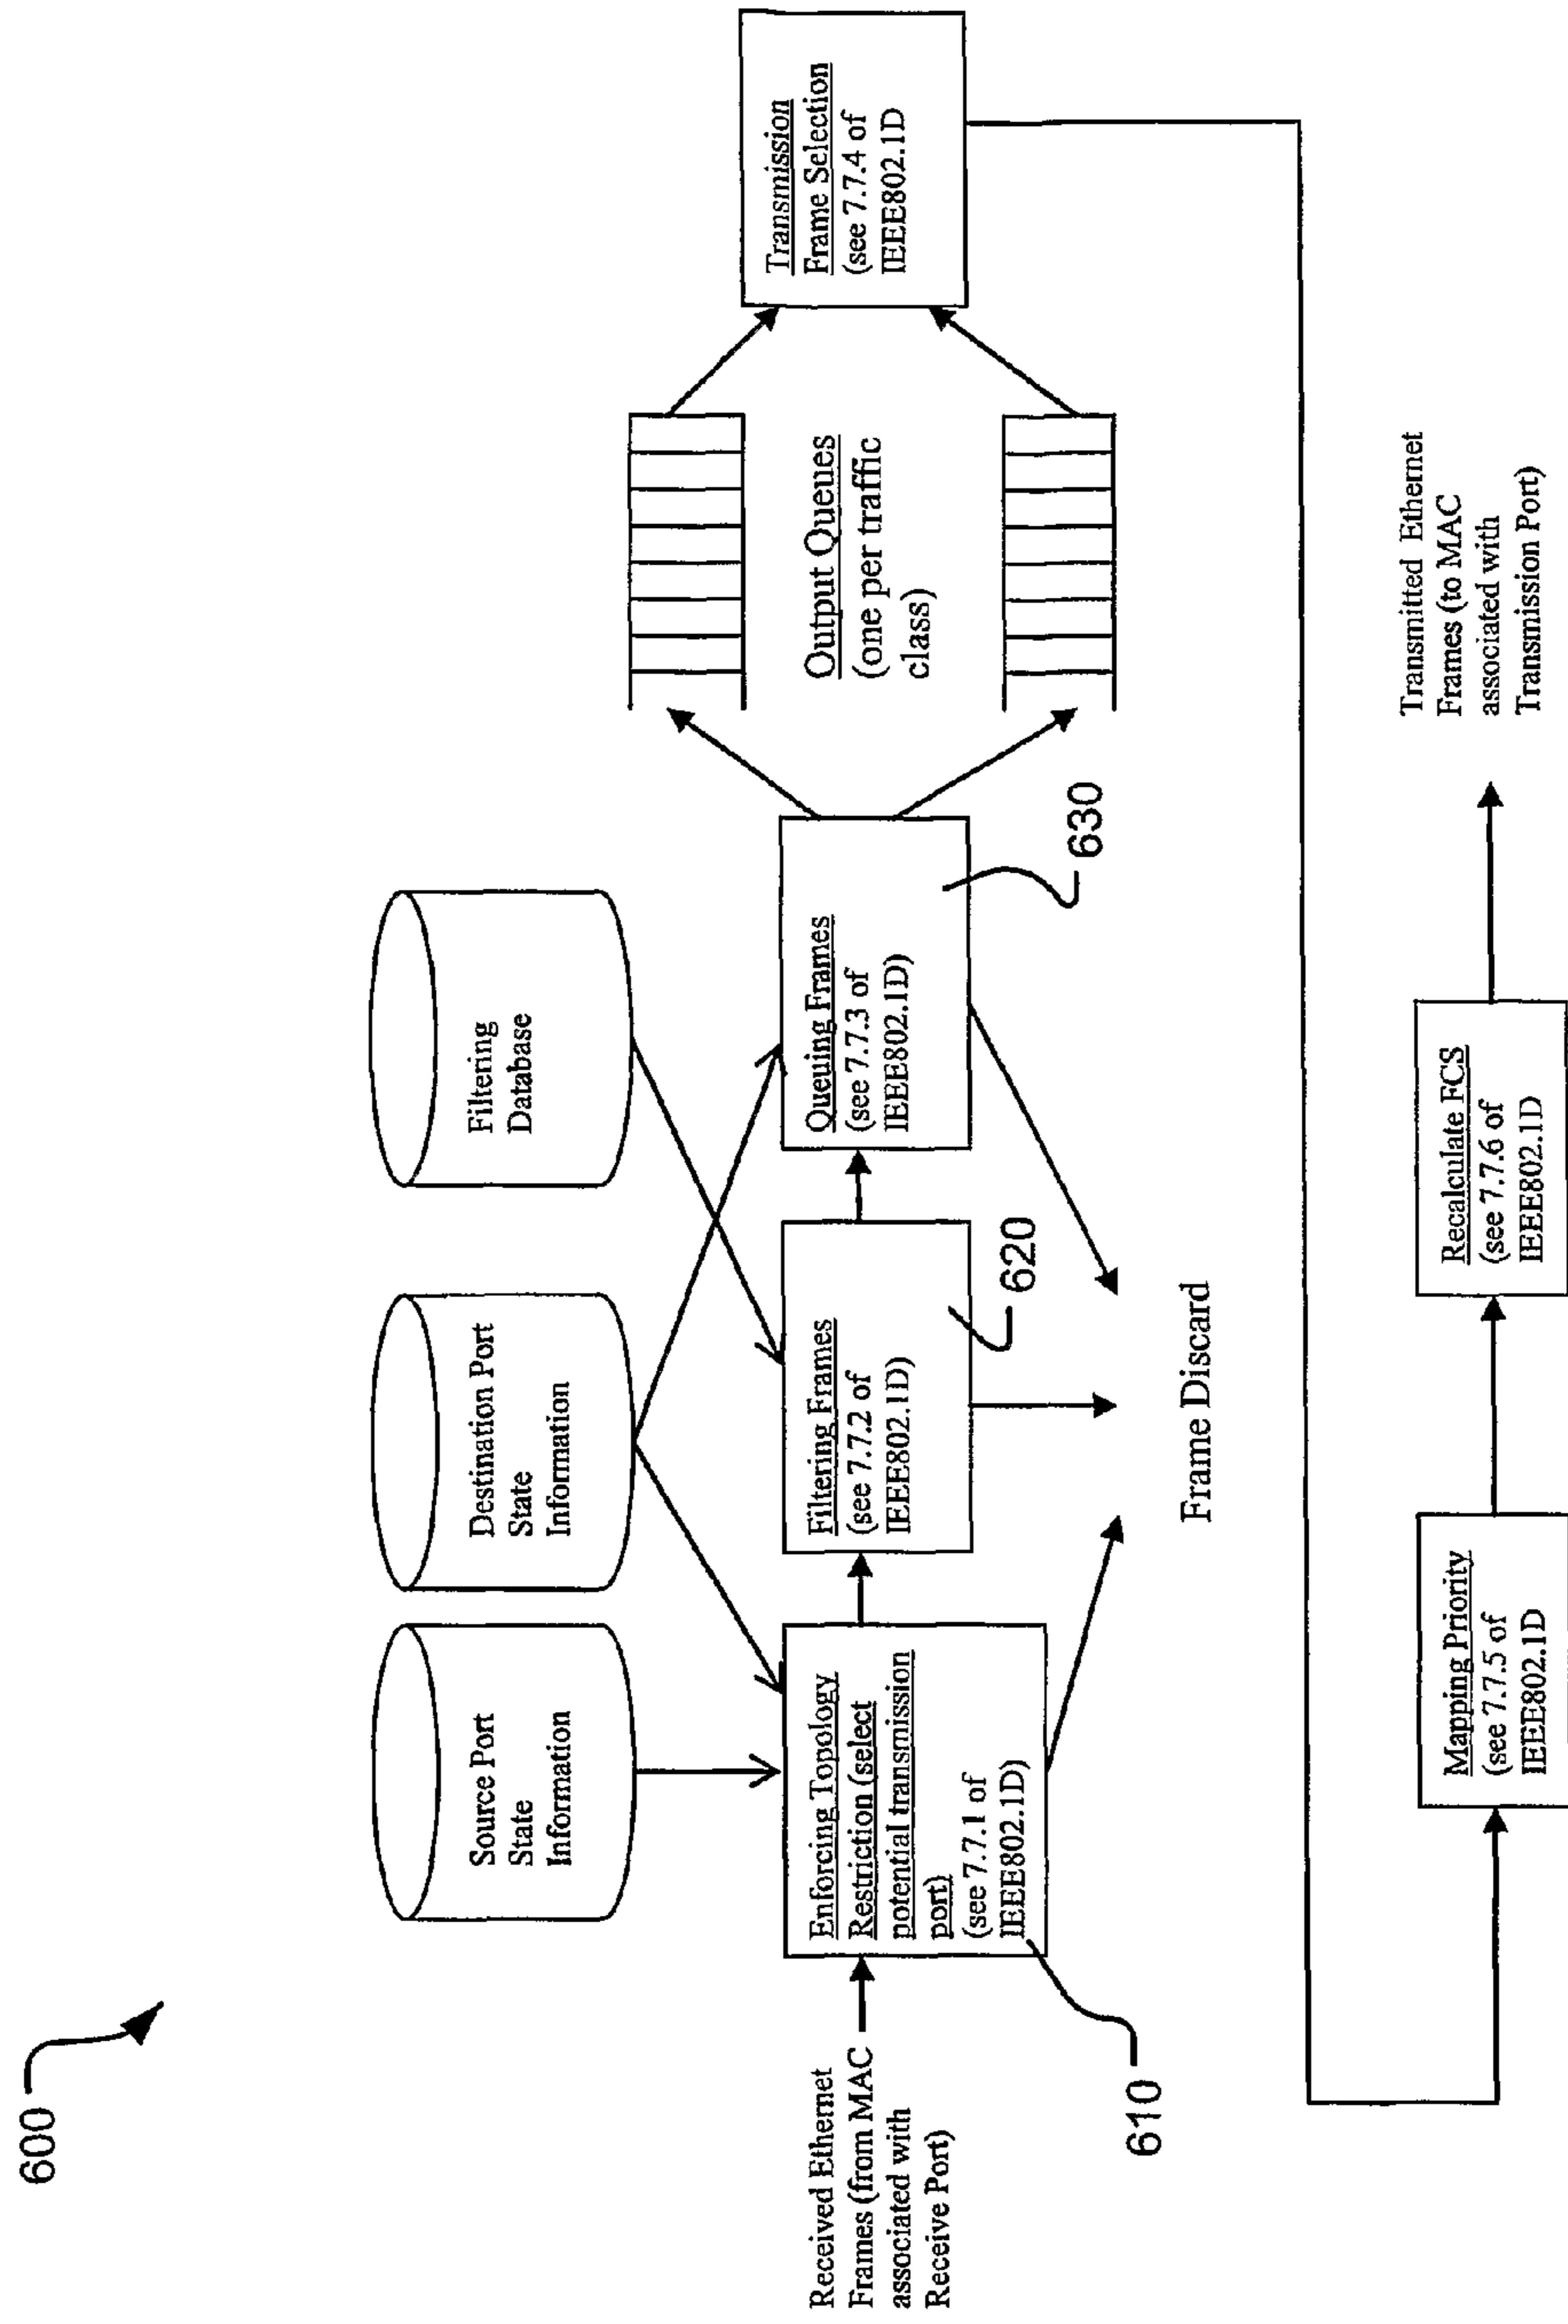 600
Source Port
State
Information
Destination Port
State
Information
Filtering
Database
Received Ethernet
Frames (from MAC
associated with
Receive Port)
Enforcing Topology
Restriction (select
potential transmission
port)
(see 7.7.1 of
IEEE802.1D)
610
Filtering Frames
(see 7.7.2 of
IEEE802.1D)
620
Queuing Frames
(see 7.7.3 of
IEEE802.1D)
630
Output Queues
(one per traffic
class)
Transmission
Frame Selection
(see 7.7.4 of
IEEE802.1D
Frame Discard
Mapping Priority
(see 7.7.5 of
IEEE802.1D
Recalculate FCS
(see 7.7.6 of
IEEE802.1D
Transmitted Ethernet
Frames (to MAC
associated with
Transmission Port)